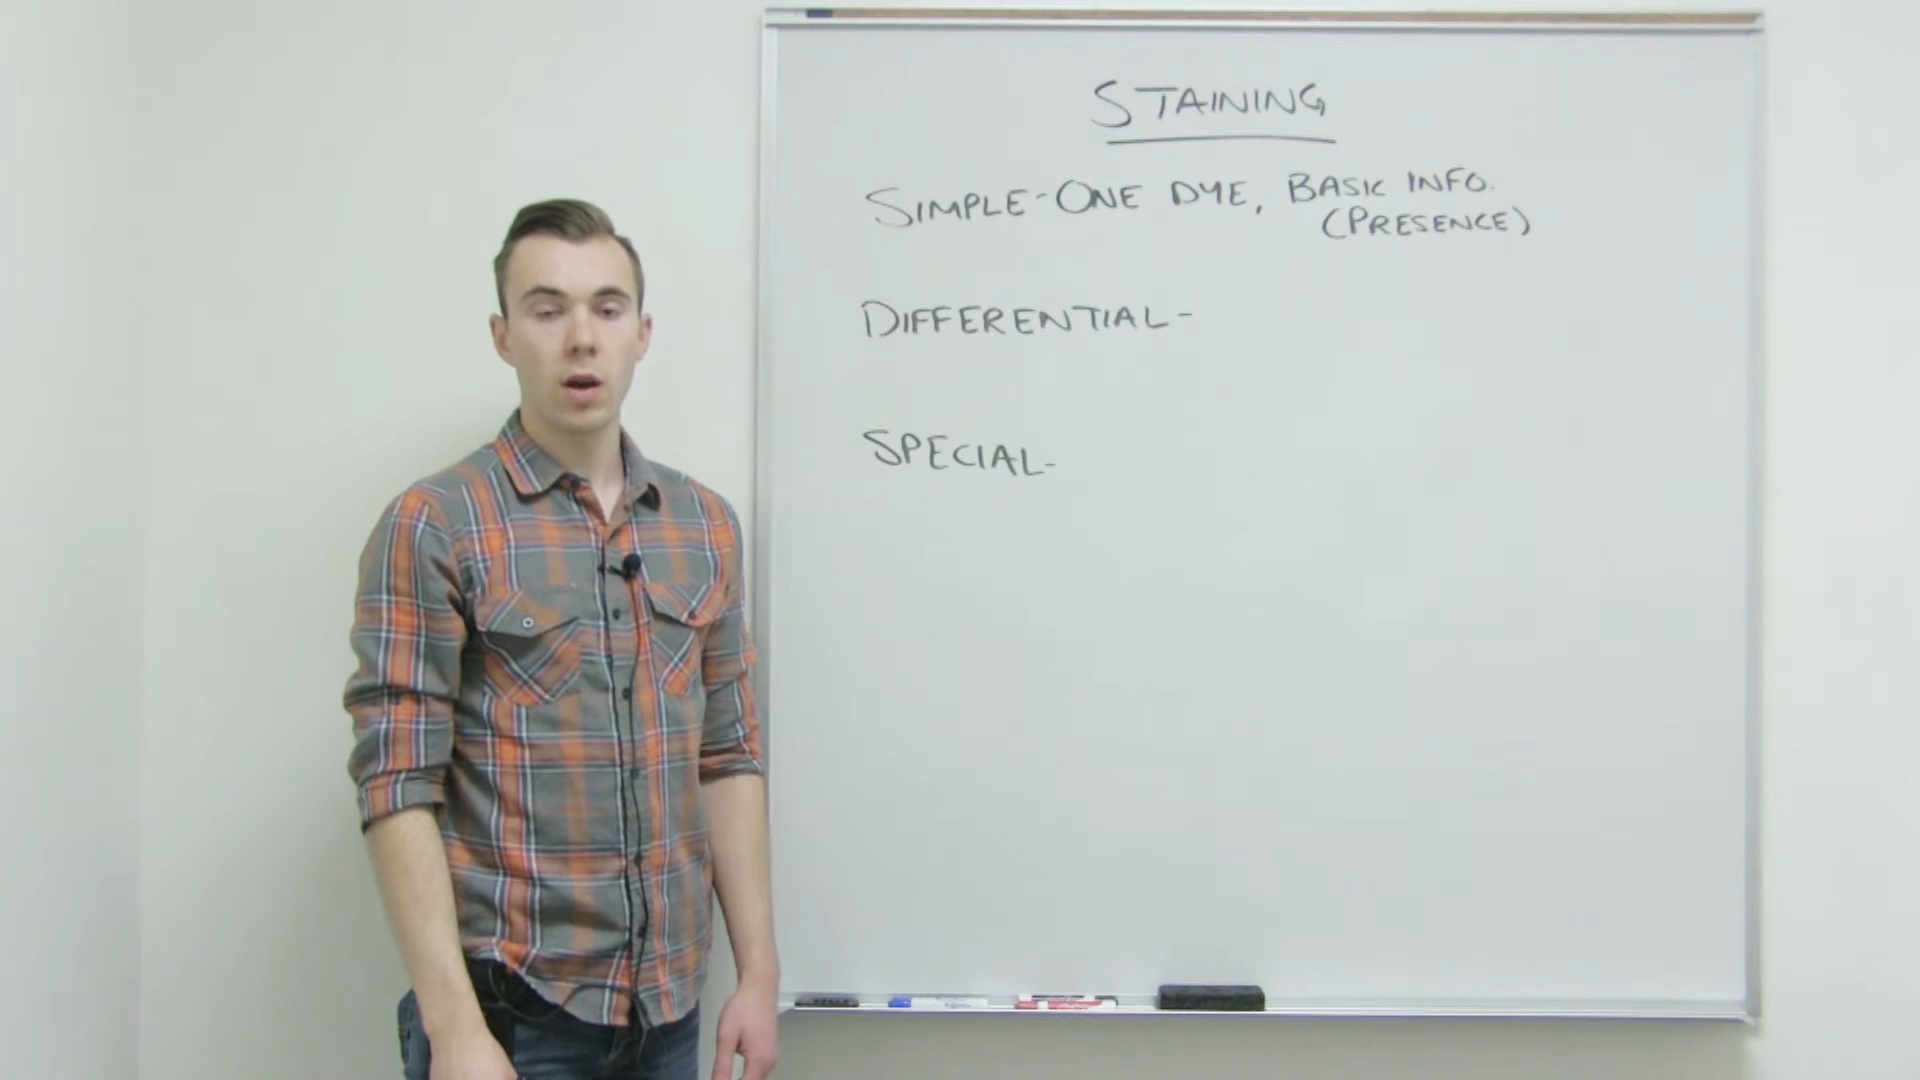 STAINING
SIMPLE - ONE DYE, BASIC INFO.
(PRESENCE)
DIFFERENTIAL -
SPECIAL -